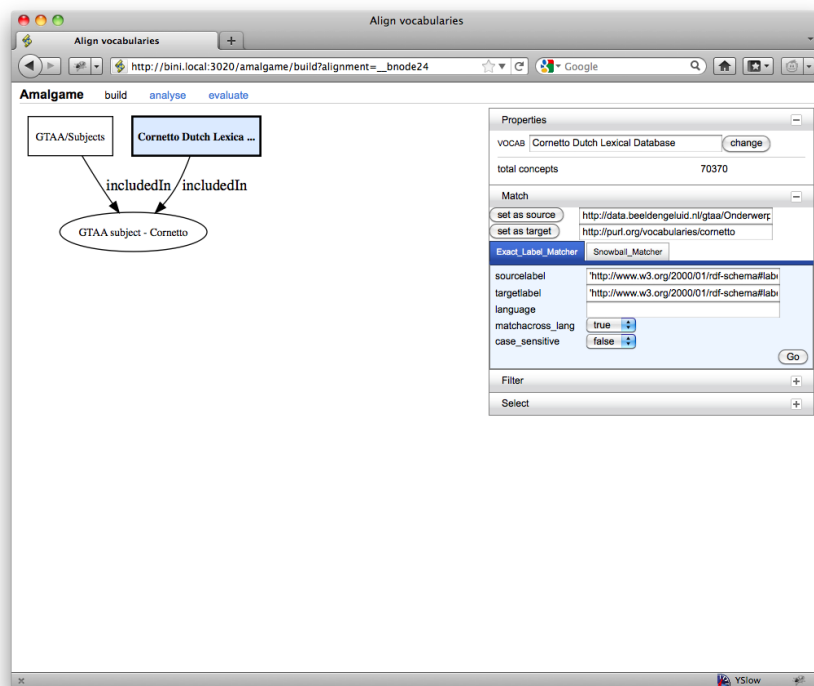 Align vocabularies
Align vocabularies
http://bini.local:3020/amalgame/build?alignment=__bnode24
Google
Amalgame build analyse evaluate
GTAA/Subjects
Cornetto Dutch Lexica ...
includedIn includedIn
GTAA subject - Cornetto
Properties
VOCAB Cornetto Dutch Lexical Database change
total concepts 70370
Match
set as source http://data.beeldengeluid.nl/gtaa/Onderwerp
set as target http://purl.org/vocabularies/cornetto
Exact_Label_Matcher Snowball_Matcher
sourcelabel 'http://www.w3.org/2000/01/rdf-schema#labe
targetlabel 'http://www.w3.org/2000/01/rdf-schema#labe
language
matchacross_lang true
case_sensitive false
Go
Filter
Select
YSlow